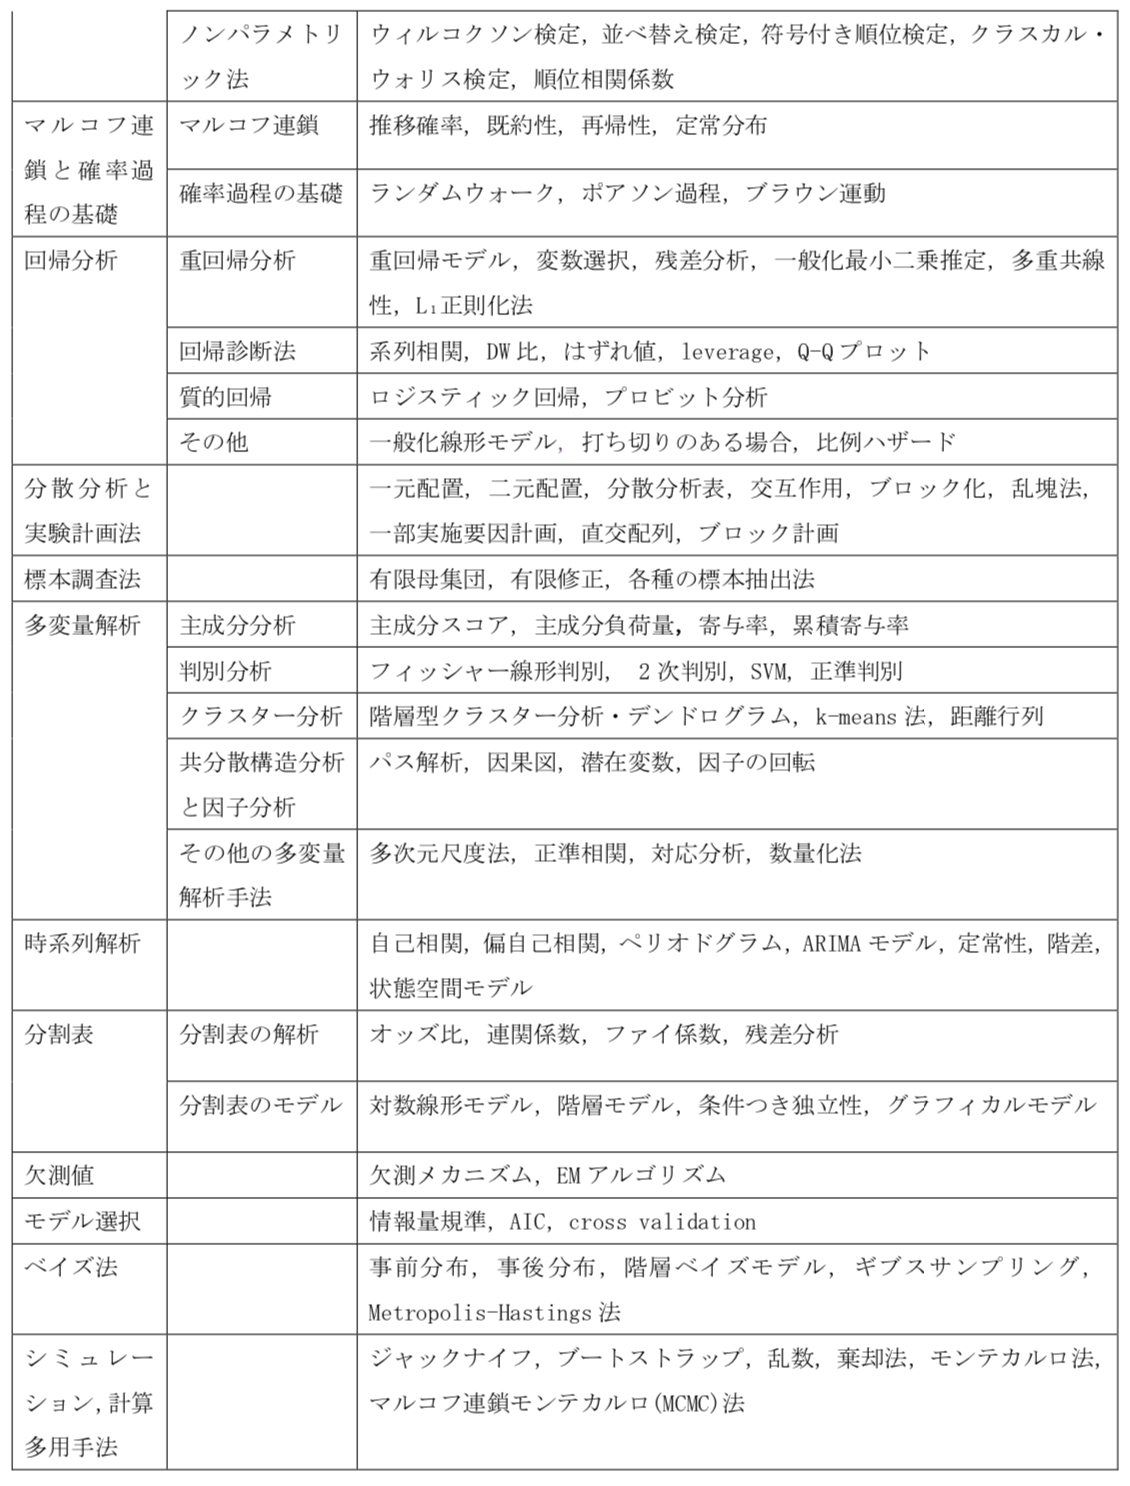 ノンパラメトリ
ック法
ウィルコクソン検定, 並べ替え検定, 符号付き順位検定, クラスカル・
ウォリス検定, 順位相関係数
マルコフ連
鎖と確率過
程の基礎
マルコフ連鎖
推移確率, 既約性, 再帰性, 定常分布
確率過程の基礎
ランダムウォーク, ポアソン過程, ブラウン運動
回帰分析
重回帰分析
重回帰モデル, 変数選択, 残差分析, 一般化最小二乗推定, 多重共線
性, L₁正則化法
回帰診断法
系列相関, DW比, はずれ値, leverage, Q-Qプロット
質的回帰
ロジスティック回帰, プロビット分析
その他
一般化線形モデル, 打ち切りのある場合, 比例ハザード
分散分析と
実験計画法
一元配置, 二元配置, 分散分析表, 交互作用, ブロック化, 乱塊法,
一部実施要因計画, 直交配列, ブロック計画
標本調査法
有限母集団, 有限修正, 各種の標本抽出法
多変量解析
主成分分析
主成分スコア, 主成分負荷量, 寄与率, 累積寄与率
判別分析
フィッシャー線形判別, 2次判別, SVM, 正準判別
クラスター分析
階層型クラスター分析・デンドログラム, k-means法, 距離行列
共分散構造分析
と因子分析
パス解析, 因果図, 潜在変数, 因子の回転
その他の多変量
解析手法
多次元尺度法, 正準相関, 対応分析, 数量化法
時系列解析
自己相関, 偏自己相関, ペリオドグラム, ARIMAモデル, 定常性, 階差,
状態空間モデル
分割表
分割表の解析
オッズ比, 連関係数, ファイ係数, 残差分析
分割表のモデル
対数線形モデル, 階層モデル, 条件つき独立性, グラフィカルモデル
欠測値
欠測メカニズム, EMアルゴリズム
モデル選択
情報量規準, AIC, cross validation
ベイズ法
事前分布, 事後分布, 階層ベイズモデル, ギブスサンプリング,
Metropolis-Hastings法
シミュレー
ション, 計算
多用手法
ジャックナイフ, ブートストラップ, 乱数, 棄却法, モンテカルロ法,
マルコフ連鎖モンテカルロ(MCMC)法